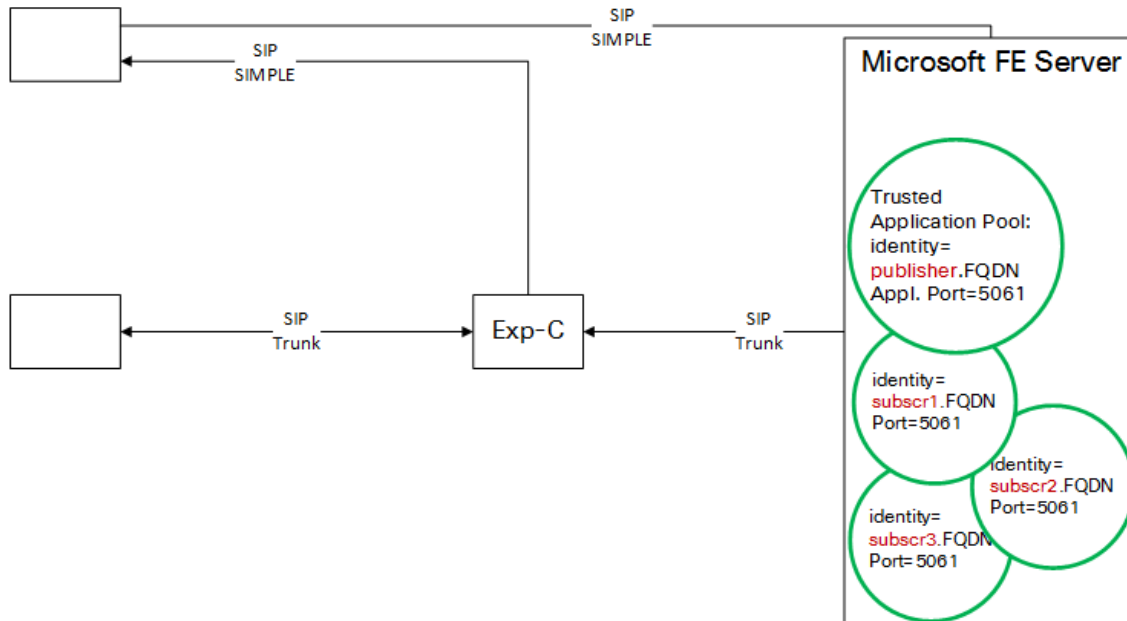 SIP
SIMPLE
SIP
SIMPLE
Microsoft FE Server
Trusted
Application Pool:
identity=
publisher.FQDN
Appl. Port=5061
SIP
Trunk
Exp-C
SIP
Trunk
identity=
subscr1.FQDN
Port=5061
identity=
subscr2.FQDN
Port=5061
identity=
subscr3.FQDN
Port=5061